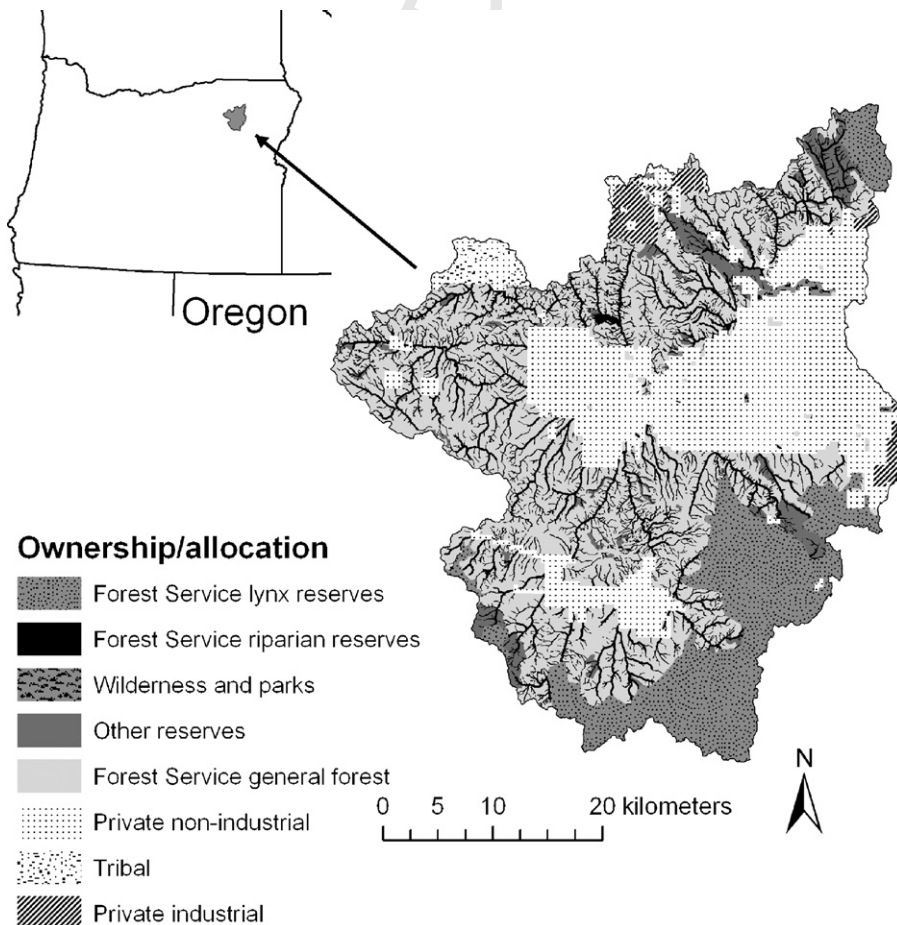 Oregon
Ownership/allocation
Forest Service lynx reserves
Forest Service riparian reserves
Wilderness and parks
Other reserves
Forest Service general forest
Private non-industrial
Tribal
Private industrial
0 5 10 20 kilometers
N